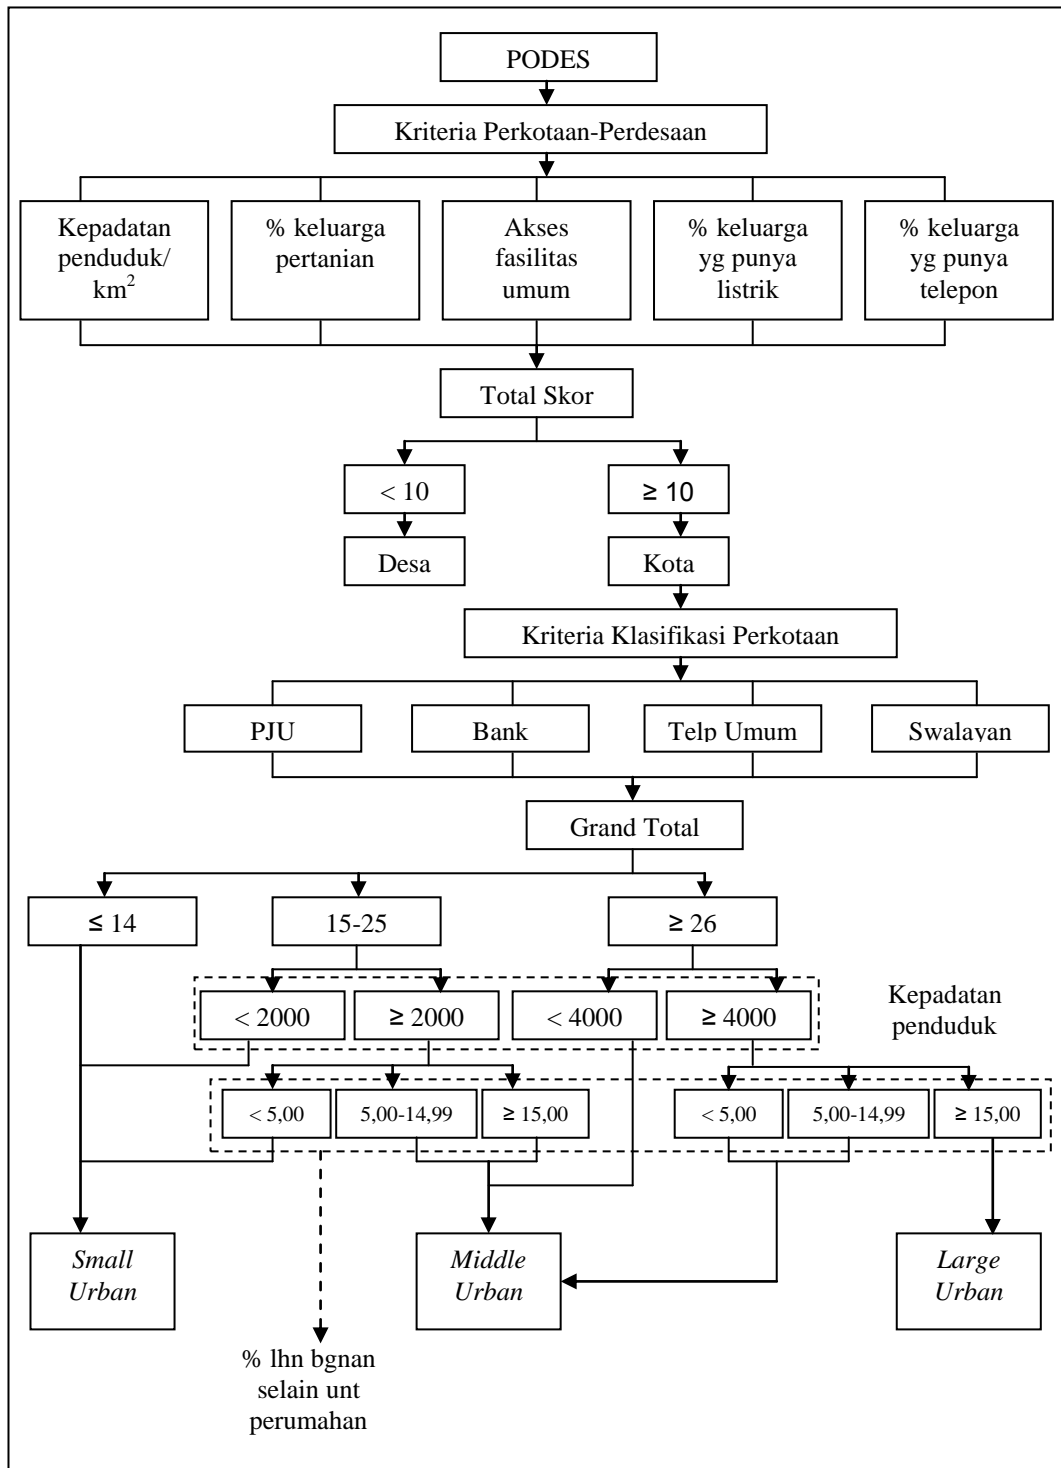 PODES
Kriteria Perkotaan-Perdesaan
Kepadatan
penduduk/
km²
% keluarga
pertanian
Akses
fasilitas
umum
% keluarga
yg punya
listrik
% keluarga
yg punya
telepon
Total Skor
< 10
≥ 10
Desa
Kota
Kriteria Klasifikasi Perkotaan
PJU
Bank
Telp Umum
Swalayan
Grand Total
≤ 14
15-25
≥ 26
< 2000
≥ 2000
< 4000
≥ 4000
Kepadatan
penduduk
< 5,00
5,00-14,99
≥ 15,00
< 5,00
5,00-14,99
≥ 15,00
Small
Urban
Middle
Urban
Large
Urban
% lhn bgnan
selain unt
perumahan